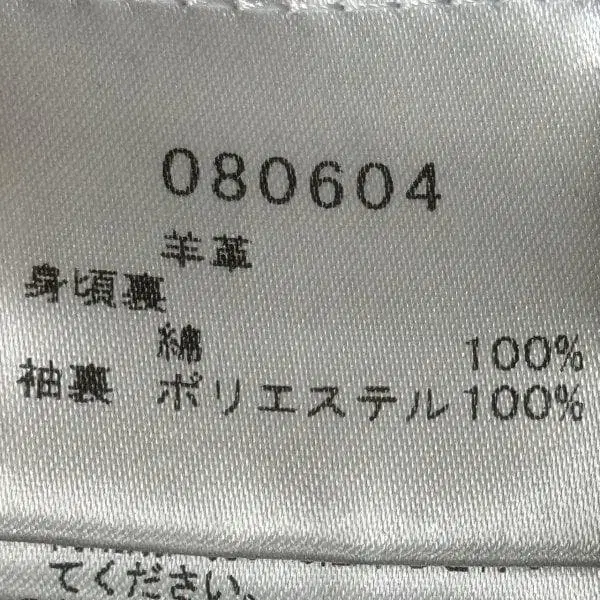 080604
羊革
身頃裏
綿 100%
袖裏 ポリエステル100%
てください。